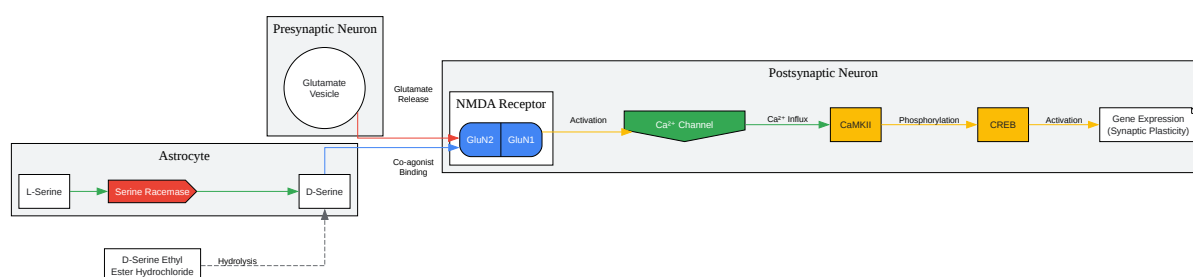 Presynaptic Neuron
Glutamate
Vesicle
Glutamate
Release
Postsynaptic Neuron
NMDA Receptor
GluN2
GluN1
Activation
Ca²⁺ Channel
Ca²⁺ Influx
CaMKII
Phosphorylation
CREB
Activation
Gene Expression
(Synaptic Plasticity)
Co-agonist
Binding
Astrocyte
L-Serine
Serine Racemase
D-Serine
D-Serine Ethyl
Ester Hydrochloride
Hydrolysis